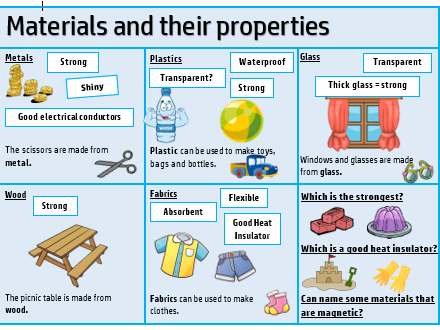 Materials and their properties
Metals
Strong
Shiny
Good electrical conductors
The scissors are made from
metal.
Plastics
Waterproof
Transparent?
Strong
WATER
Plastic can be used to make toys,
bags and bottles.
Glass
Transparent
Thick glass = strong
Windows and glasses are made
from glass.
Wood
Strong
The picnic table is made from
wood.
Fabrics
Flexible
Absorbent
Good Heat
Insulator
Fabrics can be used to make
clothes.
Which is the strongest?
Which is a good heat insulator?
Can name some materials that
are magnetic?